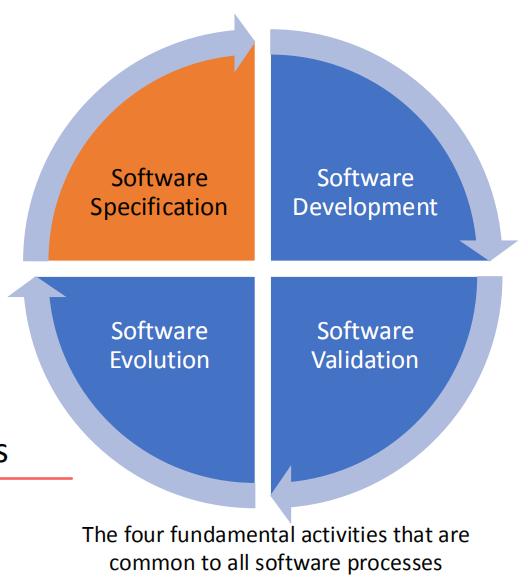 Software
Specification
Software
Development
Software
Evolution
Software
Validation
s
The four fundamental activities that are
common to all software processes